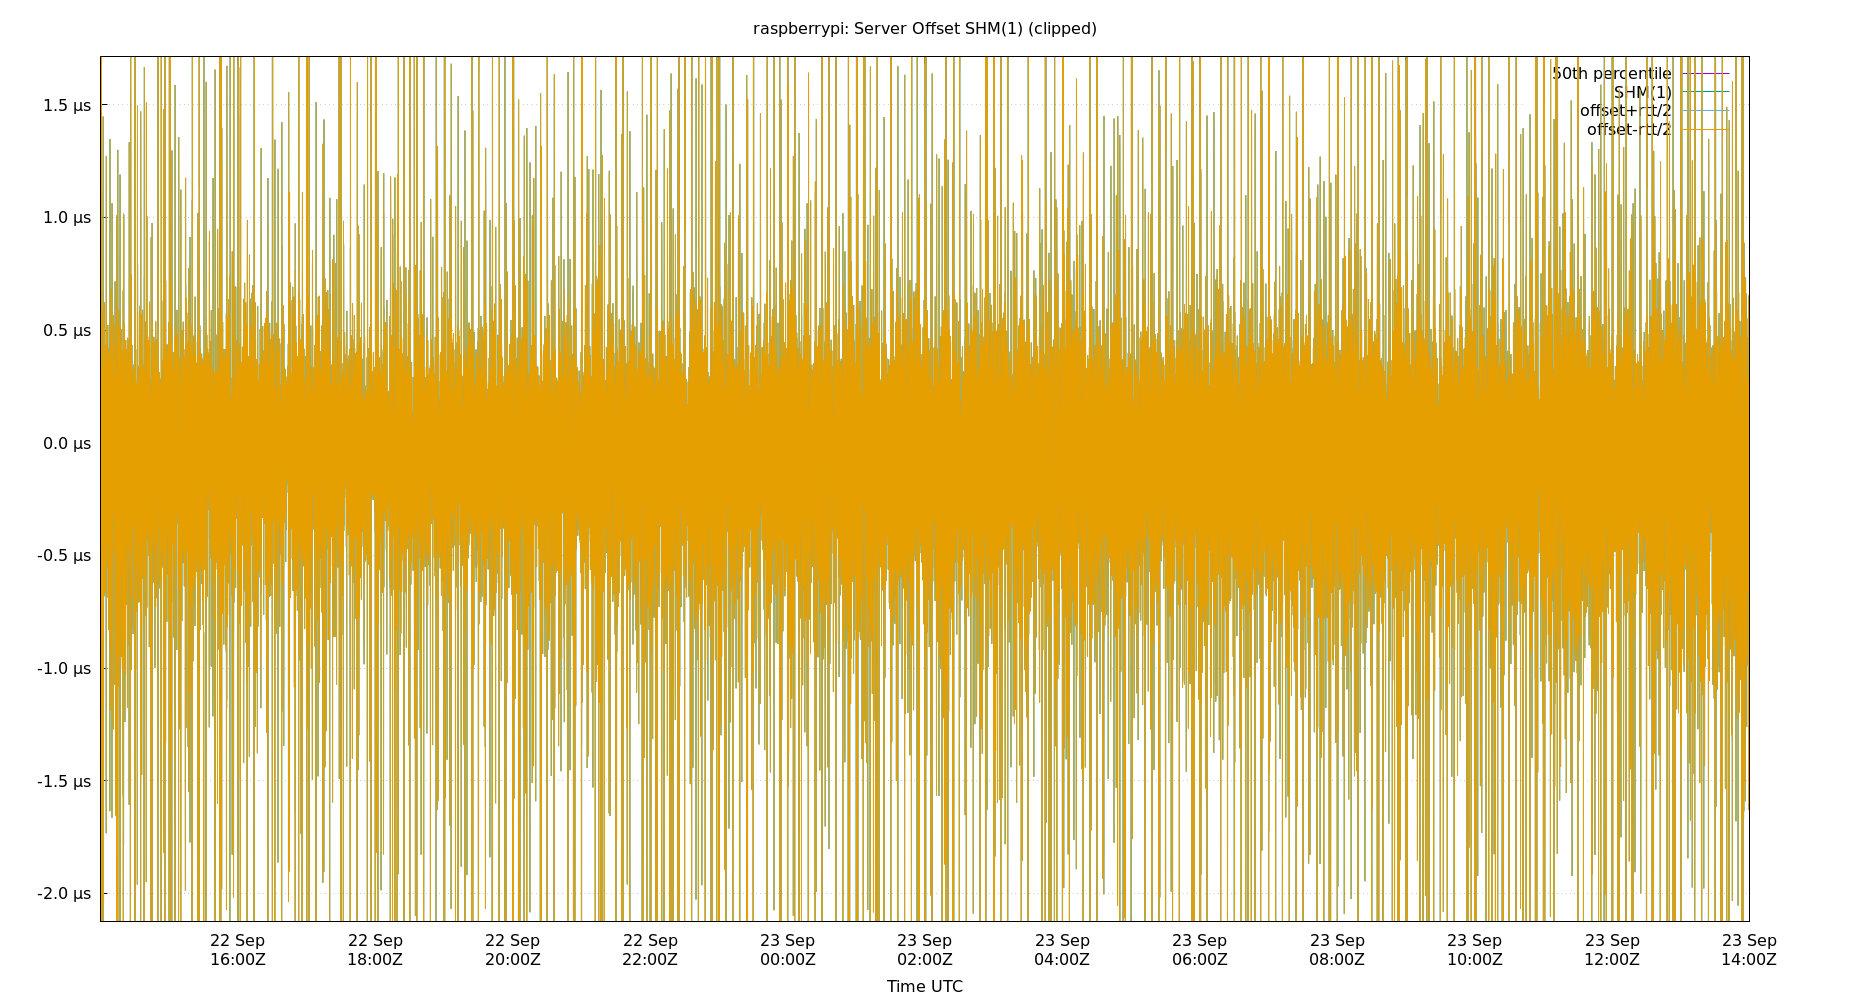 raspberrypi: Server Offset SHM(1) (clipped)
50th percentile
SHM(1)
offset+rtt/2
offset-rtt/2
1.5 µs
1.0 µs
0.5 µs
0.0 µs
-0.5 µs
-1.0 µs
-1.5 µs
-2.0 µs
22 Sep 22 Sep 22 Sep 22 Sep 23 Sep 23 Sep 23 Sep 23 Sep 23 Sep 23 Sep 23 Sep 23 Sep
16:00Z 18:00Z 20:00Z 22:00Z 00:00Z 02:00Z 04:00Z 06:00Z 08:00Z 10:00Z 12:00Z 14:00Z
Time UTC